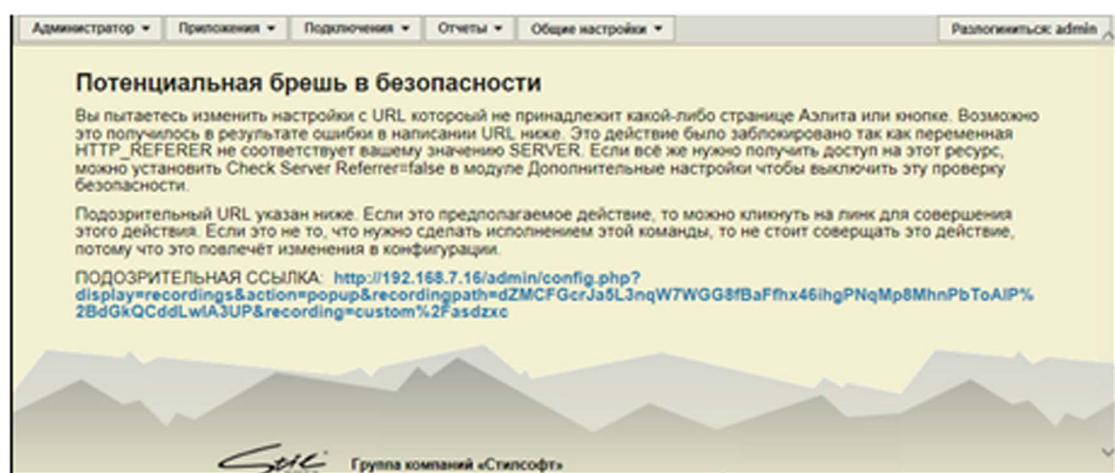 Администратор Приложения Подключения Отчеты Общие настройки Разлогиниться: admin
Потенциальная брешь в безопасности
Вы пытаетесь изменить настройки с URL котороый не принадлежит какой-либо странице Аэлита или кнопке. Возможно
это получилось в результате ошибки в написании URL ниже. Это действие было заблокировано так как переменная
HTTP_REFERER не соответствует вашему значению SERVER. Если всё же нужно получить доступ на этот ресурс,
можно установить Check Server Referrer=false в модуле Дополнительные настройки чтобы выключить эту проверку
безопасности.
Подозрительный URL указан ниже. Если это предполагаемое действие, то можно кликнуть на линк для совершения
этого действия. Если это не то, что нужно сделать исполнением этой команды, то не стоит соверщать это действие,
потому что это повлечёт изменения в конфигурации.
ПОДОЗРИТЕЛЬНАЯ ССЫЛКА: http://192.168.7.16/admin/config.php?
display=recordings&action=popup&recordingpath=dZMCFGcrJa5L3nqW7WGG8fBaFfhx46ihgPNqMp8MhnPbToAIP%
2BdGkQCddLwIA3UP&recording=custom%2Fasdzxc
Stil Группа компаний «Стилсофт»